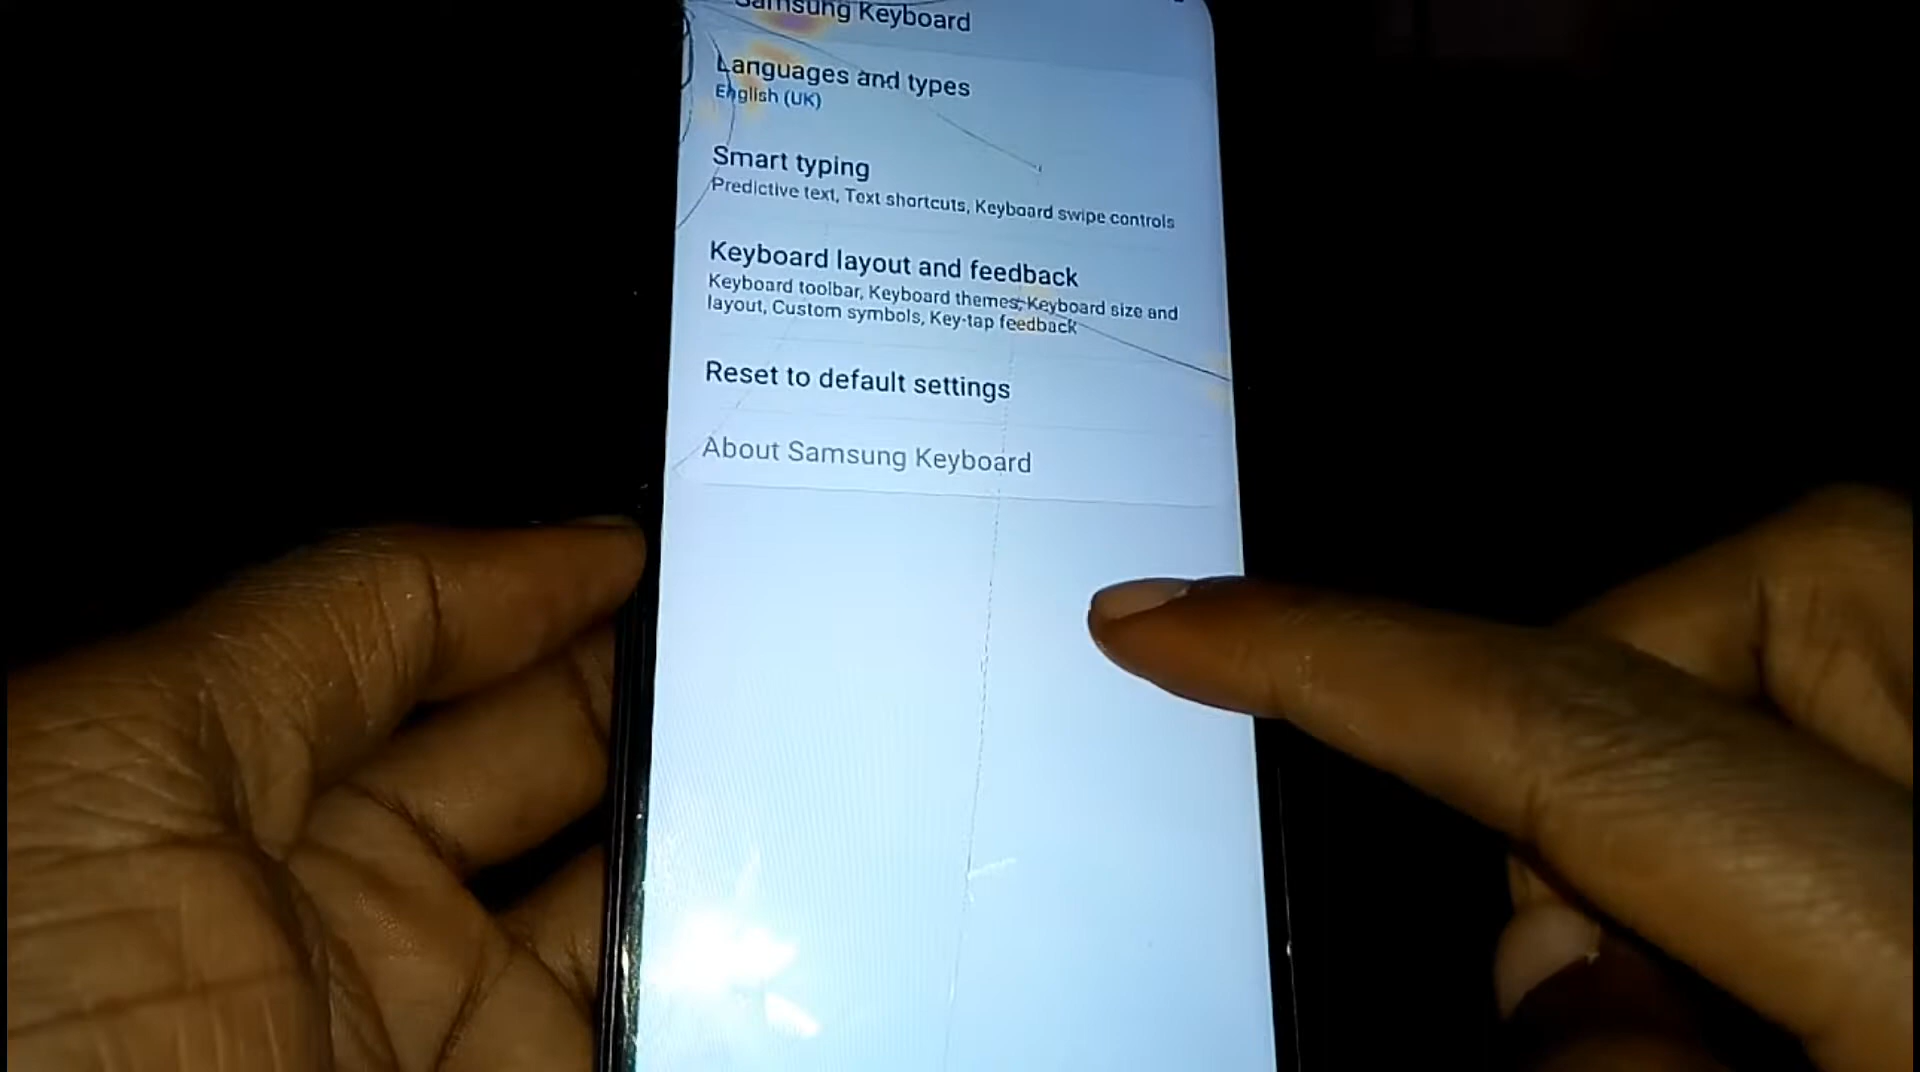 Samsung Keyboard
Languages and types
English (UK)
Smart typing
Predictive text, Text shortcuts, Keyboard swipe controls
Keyboard layout and feedback
Keyboard toolbar, Keyboard themes, Keyboard size and
layout, Custom symbols, Key-tap feedback
Reset to default settings
About Samsung Keyboard